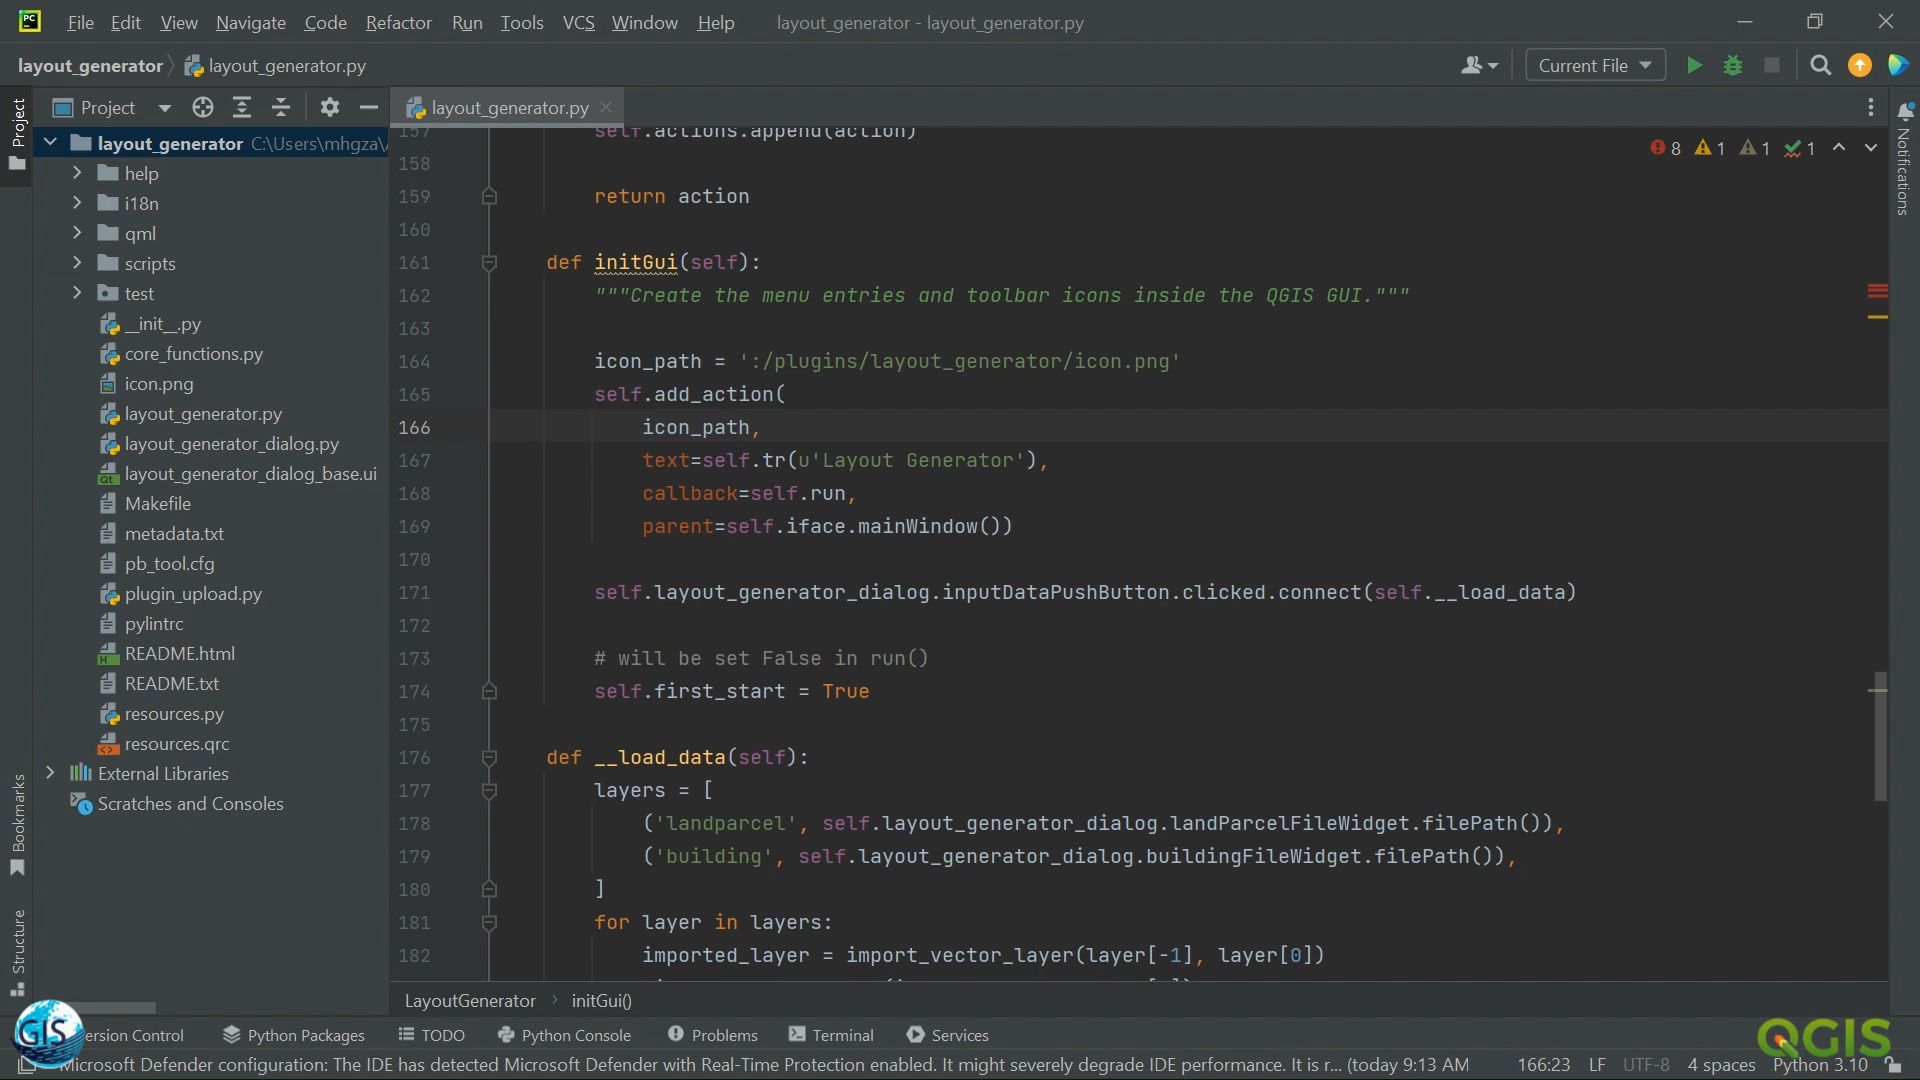 File Edit View Navigate Code Refactor Run Tools VCS Window Help layout_generator - layout_generator.py
layout_generator layout_generator.py Current File
Project layout_generator.py
Project
layout_generator C:\Users\mhgza\
help
i18n
qml
scripts
test
__init__.py
core_functions.py
icon.png
layout_generator.py
layout_generator_dialog.py
layout_generator_dialog_base.ui
Makefile
metadata.txt
pb_tool.cfg
plugin_upload.py
pylintrc
README.html
README.txt
resources.py
resources.qrc
External Libraries
Scratches and Consoles
Bookmarks
Structure
8 1 1 1
Notifications
157 self.actions.append(action)
158
159 return action
160
161 def initGui(self):
162 """Create the menu entries and toolbar icons inside the QGIS GUI."""
163
164 icon_path = ':/plugins/layout_generator/icon.png'
165 self.add_action(
166 icon_path,
167 text=self.tr(u'Layout Generator'),
168 callback=self.run,
169 parent=self.iface.mainWindow())
170
171 self.layout_generator_dialog.inputDataPushButton.clicked.connect(self.__load_data)
172
173 # will be set False in run()
174 self.first_start = True
175
176 def __load_data(self):
177 layers = [
178 ('landparcel', self.layout_generator_dialog.landParcelFileWidget.filePath()),
179 ('building', self.layout_generator_dialog.buildingFileWidget.filePath()),
180 ]
181 for layer in layers:
182 imported_layer = import_vector_layer(layer[-1], layer[0])
LayoutGenerator initGui()
ersion Control Python Packages TODO Python Console Problems Terminal Services
GIS
QGIS
Microsoft Defender configuration: The IDE has detected Microsoft Defender with Real-Time Protection enabled. It might severely degrade IDE performance. It is r... (today 9:13 AM 166:23 LF UTF-8 4 spaces Python 3.10